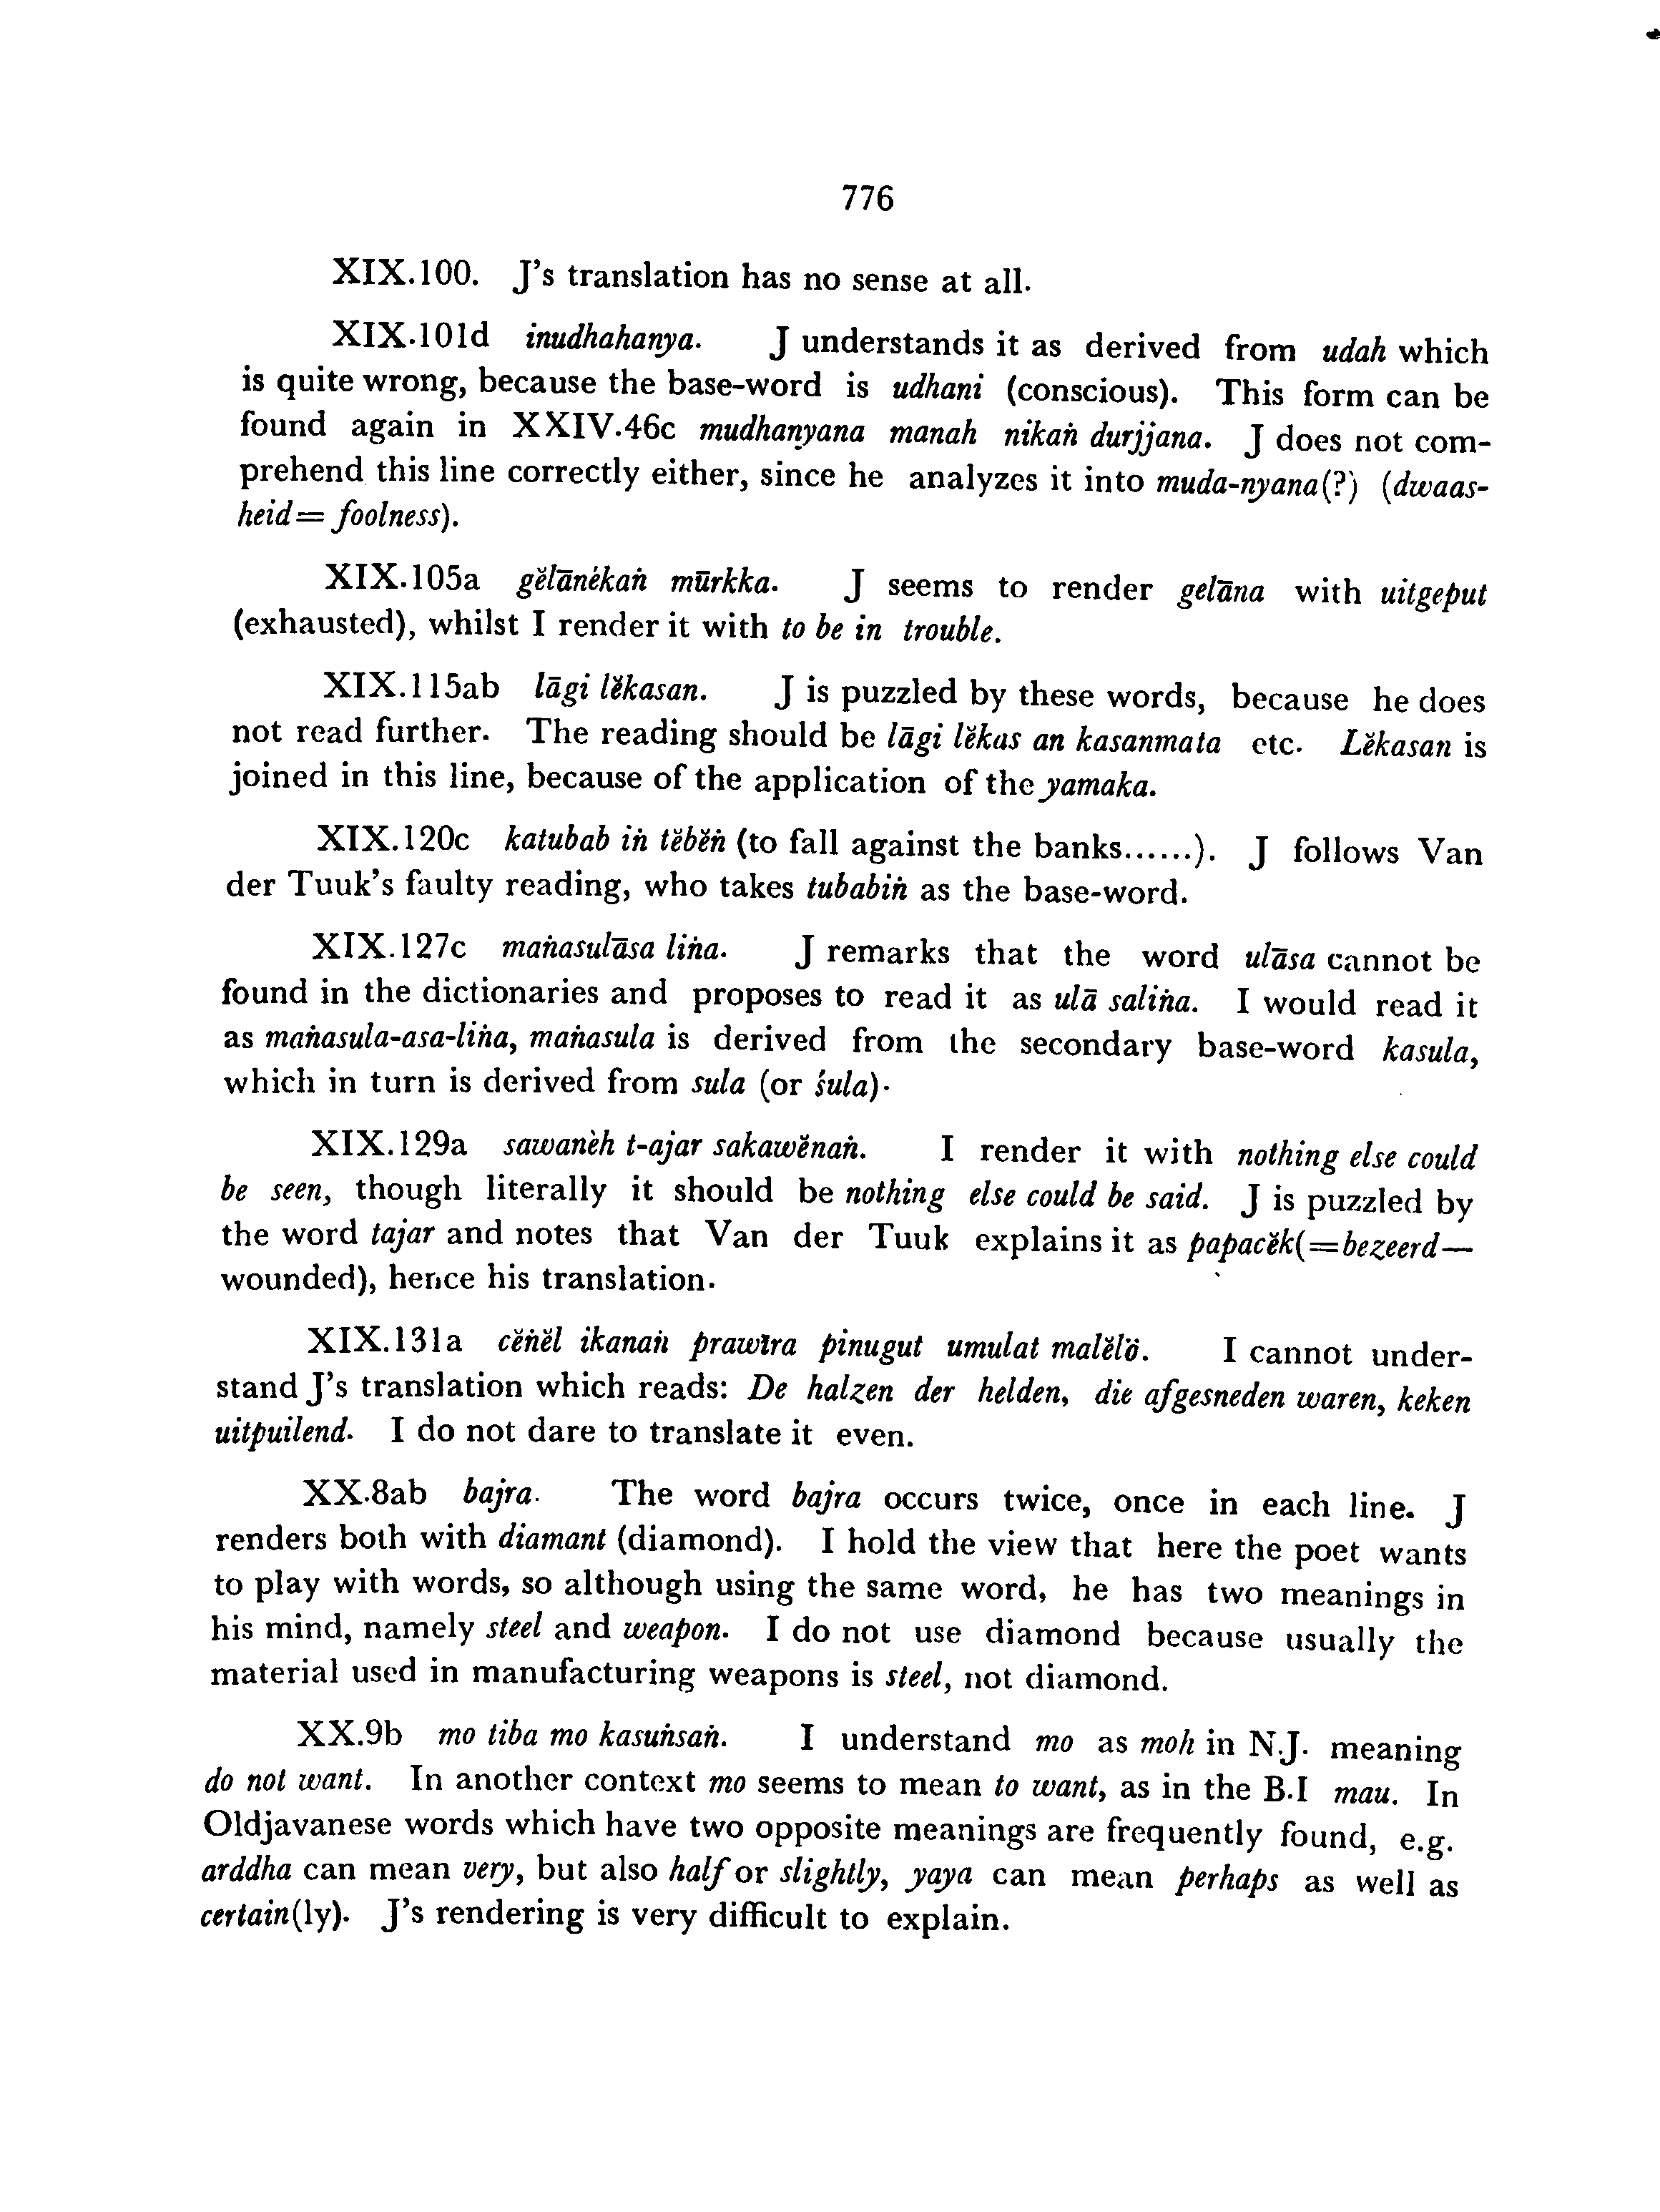 776
XIX.100. J's translation has no sense at all.
XIX.101d inudhahanya. J understands it as derived from udah which
is quite wrong, because the base-word is udhani (conscious). This form can be
found again in XXIV.46c mudhaṇyana manah nikaṅ durjjana. J does not com-
prehend this line correctly either, since he analyzes it into muda-nyana(?) (dwaas-
heid= foolness).
XIX.105a gĕlānékaṅ mūrkka. J seems to render gelāna with uitgeput
(exhausted), whilst I render it with to be in trouble.
XIX.115ab lāgi lĕkasan. J is puzzled by these words, because he does
not read further. The reading should be lāgi lĕkas an kasanmata etc. Lĕkasan is
joined in this line, because of the application of the yamaka.
XIX.120c katubab iṅ tĕbĕṅ (to fall against the banks......). J follows Van
der Tuuk's faulty reading, who takes tubabiṅ as the base-word.
XIX.127c maṅasulāsa liṅa. J remarks that the word ulāsa cannot be
found in the dictionaries and proposes to read it as ulā saliṅa. I would read it
as maṅasula-asa-liṅa, maṅasula is derived from the secondary base-word kasula,
which in turn is derived from sula (or śula).
XIX.129a sawanèh t-ajar sakawĕnaṅ. I render it with nothing else could
be seen, though literally it should be nothing else could be said. J is puzzled by
the word tajar and notes that Van der Tuuk explains it as papacĕk(=bezeerd—
wounded), hence his translation.
XIX.131a cĕṅĕl ikanaṅ prawīra pinugut umulat malĕlö. I cannot under-
stand J's translation which reads: De halzen der helden, die afgesneden waren, keken
uitpuilend. I do not dare to translate it even.
XX.8ab bajra. The word bajra occurs twice, once in each line. J
renders both with diamant (diamond). I hold the view that here the poet wants
to play with words, so although using the same word, he has two meanings in
his mind, namely steel and weapon. I do not use diamond because usually the
material used in manufacturing weapons is steel, not diamond.
XX.9b mo tiba mo kasuṅsaṅ. I understand mo as moh in N.J. meaning
do not want. In another context mo seems to mean to want, as in the B.I mau. In
Oldjavanese words which have two opposite meanings are frequently found, e.g.
arddha can mean very, but also half or slightly, yaya can mean perhaps as well as
certain(ly). J's rendering is very difficult to explain.